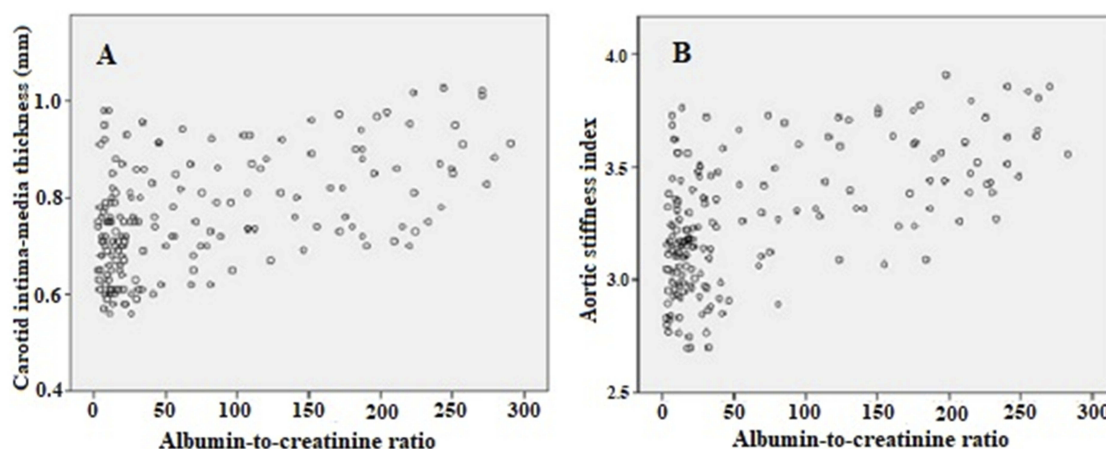 A
Carotid intima-media thickness (mm)
1.0
0.8
0.6
0.4
0 50 100 150 200 250 300
Albumin-to-creatinine ratio
B
Aortic stiffness index
4.0
3.5
3.0
2.5
0 50 100 150 200 250 300
Albumin-to-creatinine ratio